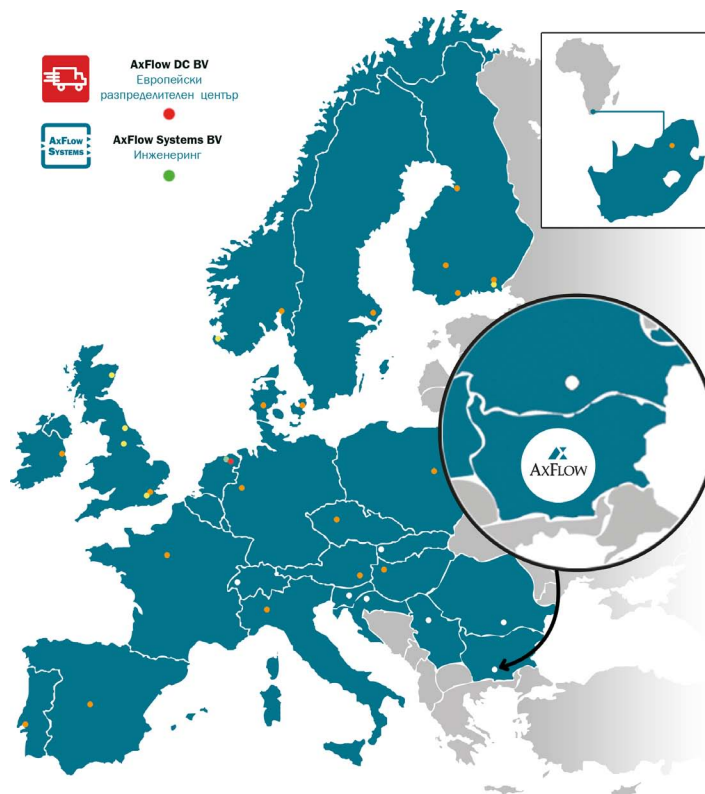 AxFlow DC BV
Европейски
разпределителен център
AxFlow
Systems
AxFlow Systems BV
Инженеринг
AxFlow